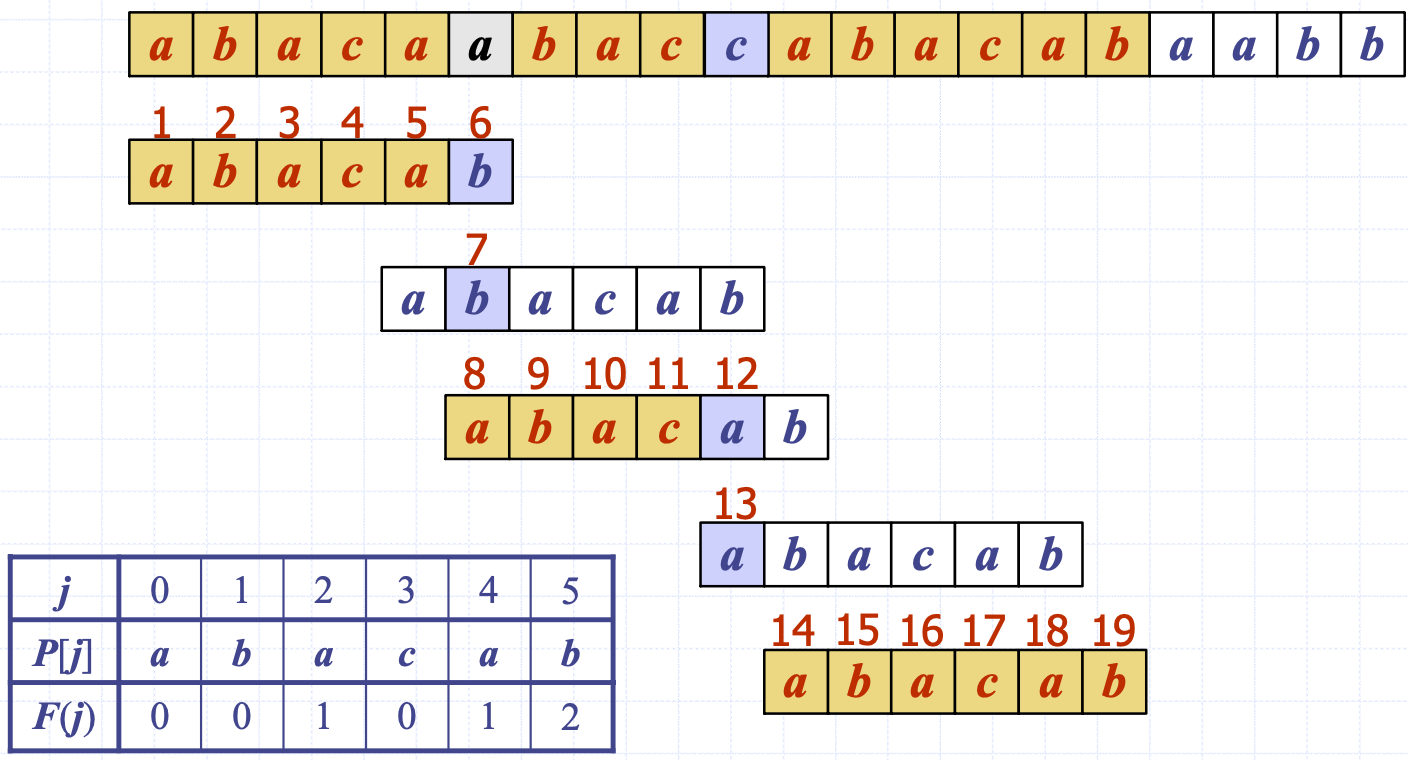 a b a c a a b a c c a b a c a b a a b b
1 2 3 4 5 6
a b a c a b
7
a b a c a b
8 9 10 11 12
a b a c a b
13
a b a c a b
14 15 16 17 18 19
a b a c a b
j 0 1 2 3 4 5
P[j] a b a c a b
F(j) 0 0 1 0 1 2